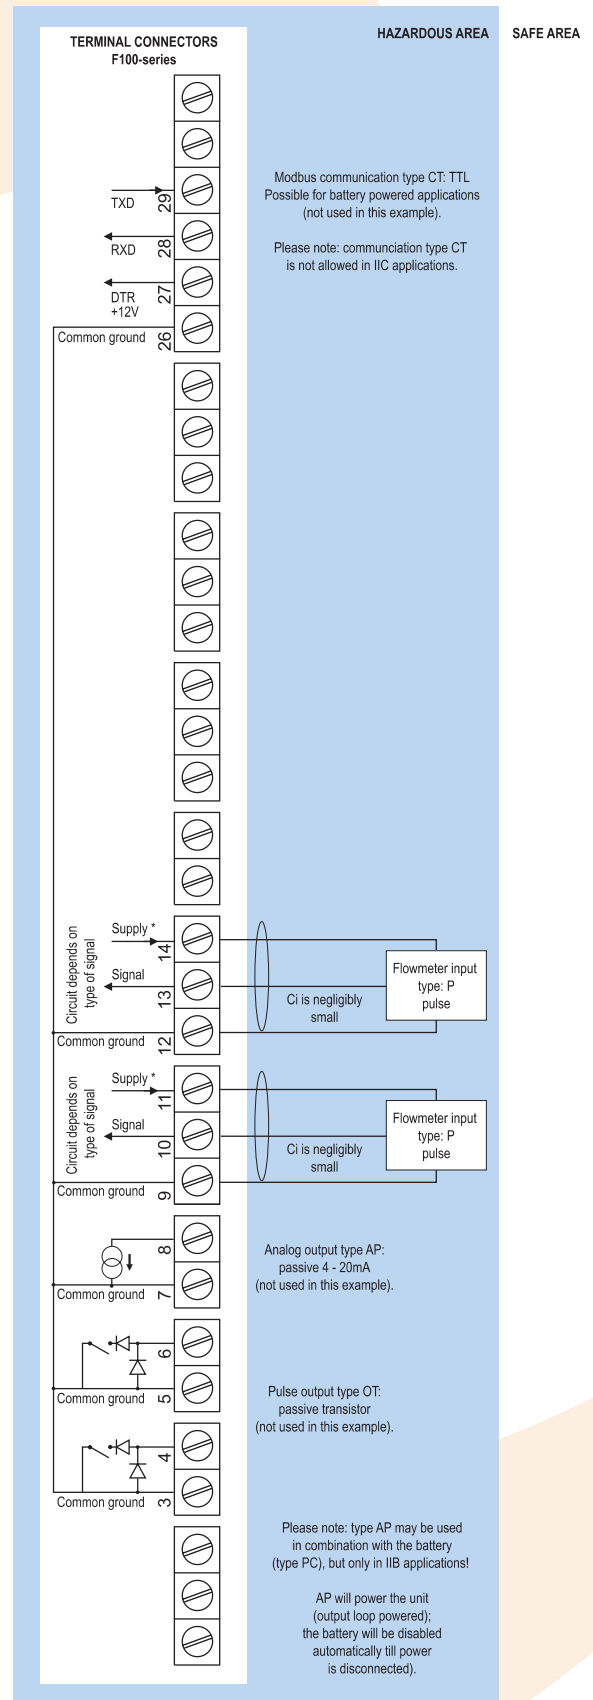 HAZARDOUS AREA
SAFE AREA
TERMINAL CONNECTORS
F100-series
Modbus communication type CT: TTL
Possible for battery powered applications
(not used in this example).
Please note: communciation type CT
is not allowed in IIC applications.
TXD
29
RXD
28
DTR
+12V
27
Common ground
26
Circuit depends on
type of signal
Supply *
14
Signal
13
Common ground
12
Ci is negligibly
small
Flowmeter input
type: P
pulse
Circuit depends on
type of signal
Supply *
11
Signal
10
Common ground
9
Ci is negligibly
small
Flowmeter input
type: P
pulse
8
Common ground
7
Analog output type AP:
passive 4 - 20mA
(not used in this example).
6
Common ground
5
Pulse output type OT:
passive transistor
(not used in this example).
4
Common ground
3
Please note: type AP may be used
in combination with the battery
(type PC), but only in IIB applications!
AP will power the unit
(output loop powered);
the battery will be disabled
automatically till power
is disconnected).